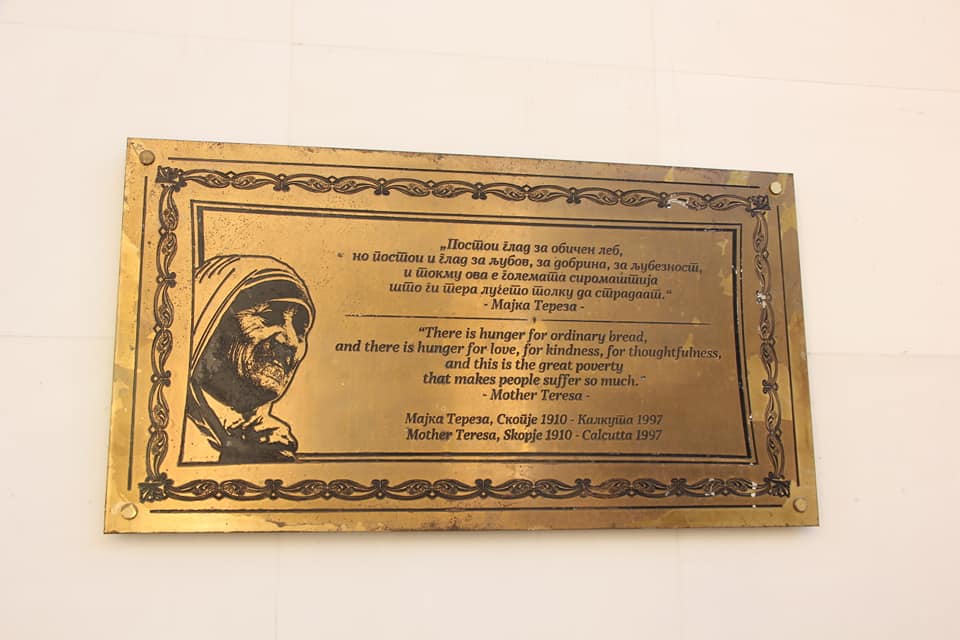 „Постои глад за обичен леб,
но постои и глад за љубов, за добрина, за љубезност,
и токму ова е големата сиромаштија
што ги тера луѓето толку да страдаат.“
- Мајка Тереза -
“There is hunger for ordinary bread,
and there is hunger for love, for kindness, for thoughtfulness,
and this is the great poverty
that makes people suffer so much.”
- Mother Teresa -
Мајка Тереза, Скопје 1910 - Калкута 1997
Mother Teresa, Skopje 1910 - Calcutta 1997